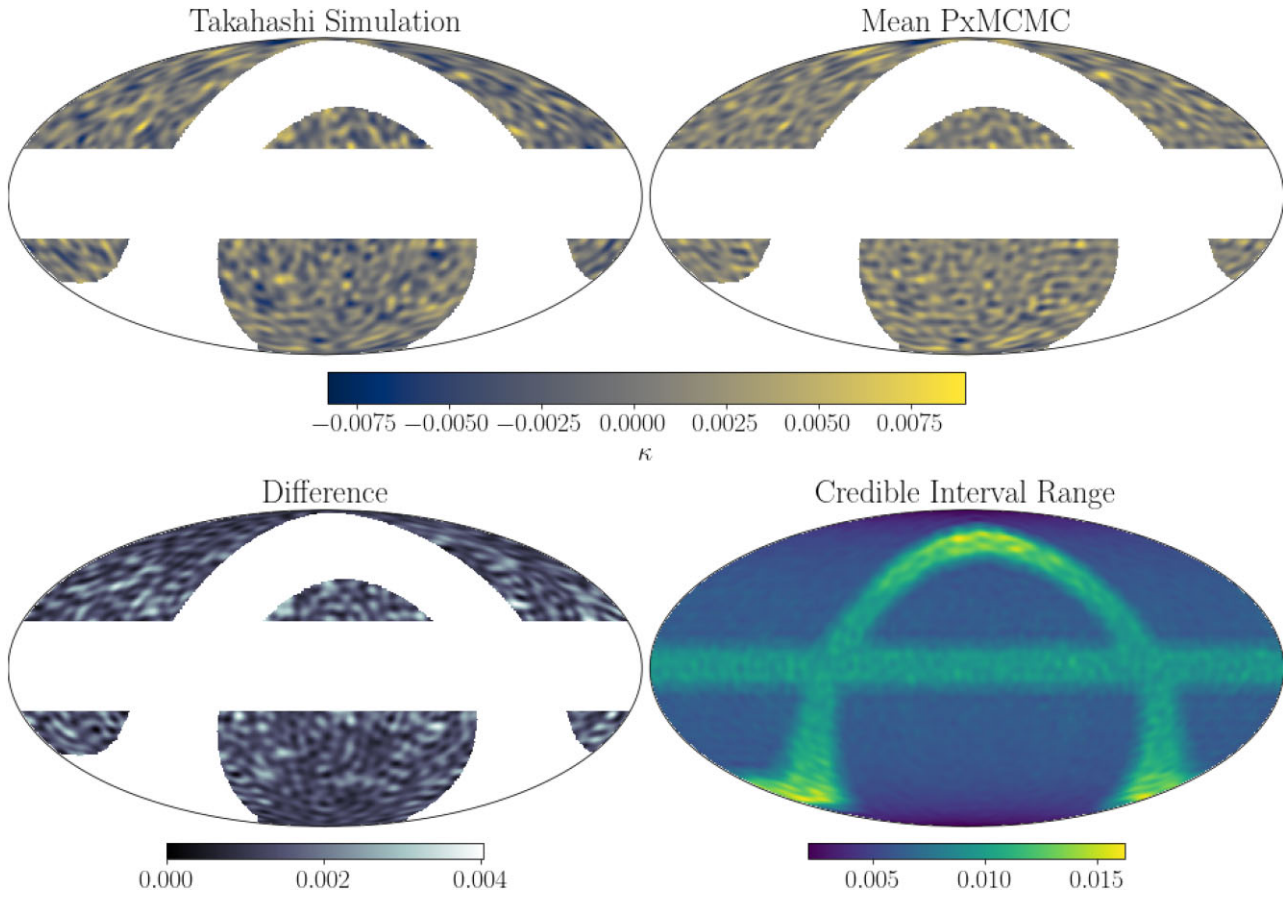 Takahashi Simulation
Mean PxMCMC
−0.0075 −0.0050 −0.0025 0.0000 0.0025 0.0050 0.0075
κ
Difference
Credible Interval Range
0.000 0.002 0.004
0.005 0.010 0.015